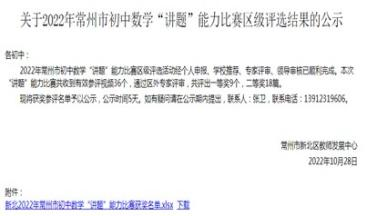 关于2022年常州市初中数学“讲题”能力比赛区级评选结果的公示
各初中:
2022年常州市初中数学“讲题”能力比赛区级评选活动经个人申报、学校推荐、专家评审、领导审核已顺利完成。本次
“讲题”能力比赛共收到有效参评视频36个，通过区外专家评审，共评出一等奖9个，二等奖18篇。
现将获奖参评名单予以公示，公示时间5天。如有疑问请在公示期内提出，联系人：张卫，联系电话：13912319606。
常州市新北区教师发展中心
2022年10月28日
附件：
新北2022年常州市初中数学“讲题”能力比赛获奖名单.xlsx 下载